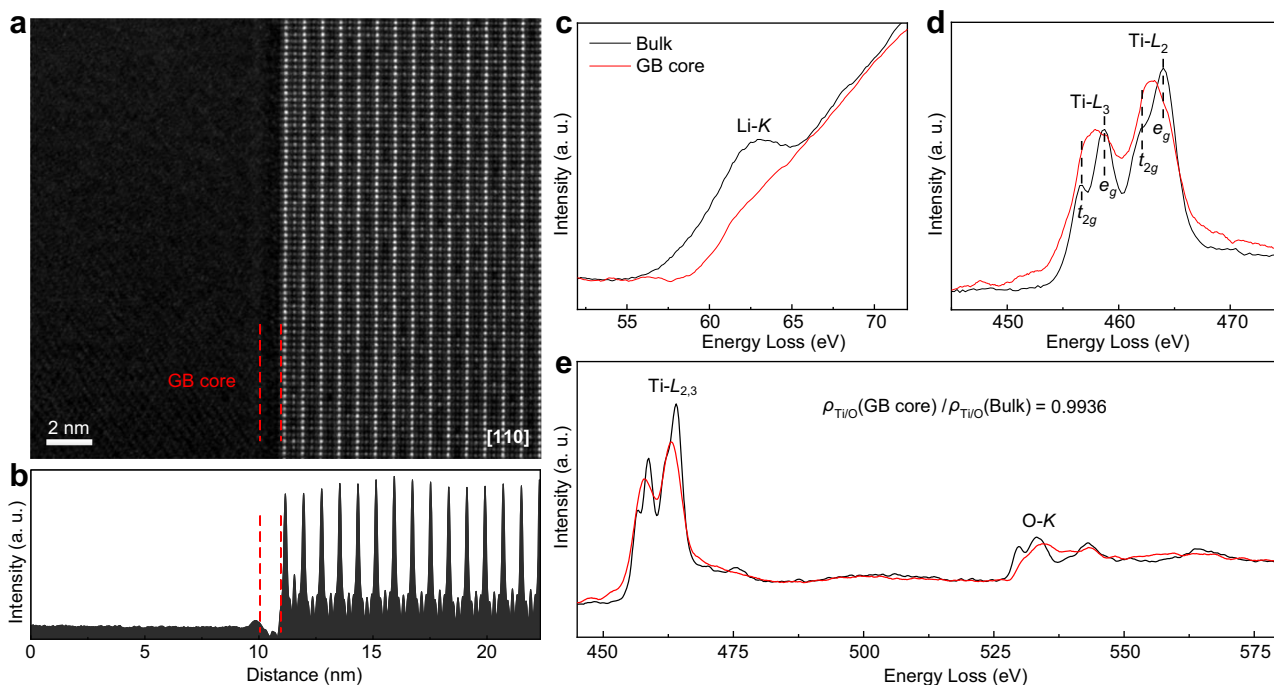 a
GB core
2 nm
[110]
b
Intensity (a. u.)
0 5 10 15 20
Distance (nm)
c
Bulk
GB core
Li-K
Intensity (a. u.)
55 60 65 70
Energy Loss (eV)
d
Ti-L2
Ti-L3
eg
t2g
eg
t2g
Intensity (a. u.)
450 460 470
Energy Loss (eV)
e
Ti-L2,3
ρTi/O(GB core) / ρTi/O(Bulk) = 0.9936
O-K
Intensity (a. u.)
450 475 500 525 550 575
Energy Loss (eV)